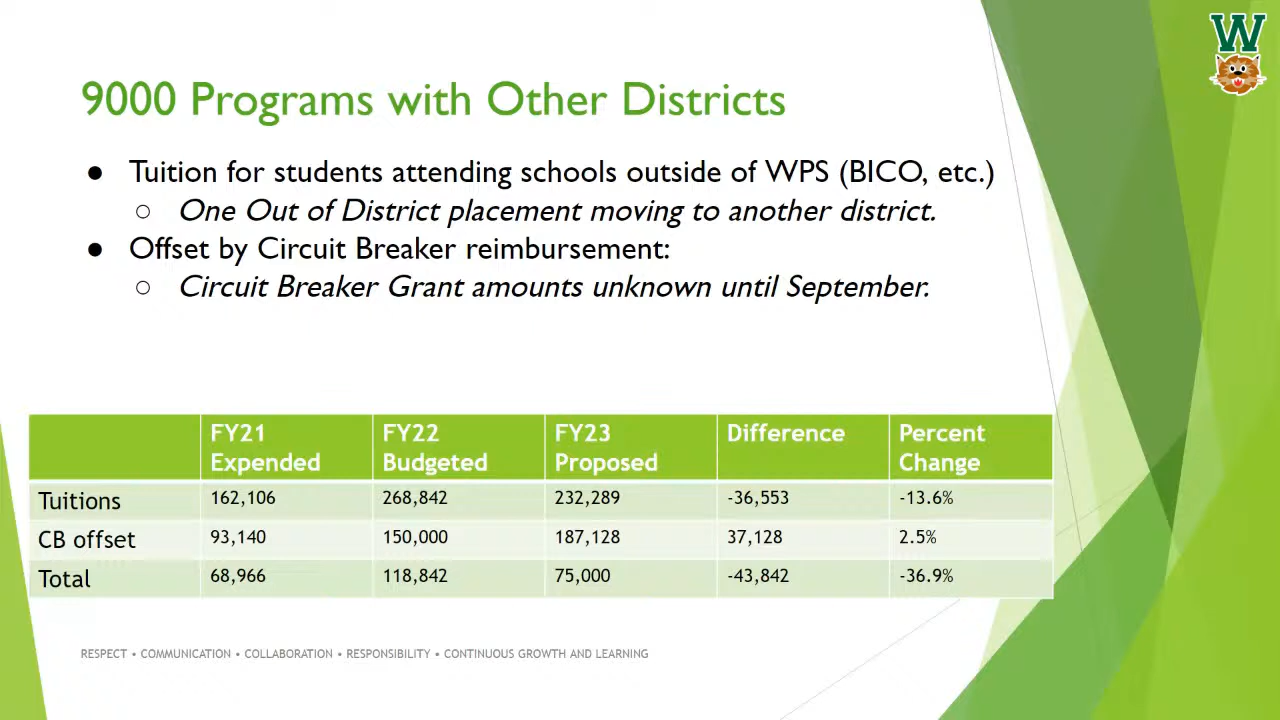 W
9000 Programs with Other Districts
● Tuition for students attending schools outside of WPS (BICO, etc.)
○ One Out of District placement moving to another district.
● Offset by Circuit Breaker reimbursement:
○ Circuit Breaker Grant amounts unknown until September.
FY21 Expended FY22 Budgeted FY23 Proposed Difference Percent Change
Tuitions 162,106 268,842 232,289 -36,553 -13.6%
CB offset 93,140 150,000 187,128 37,128 2.5%
Total 68,966 118,842 75,000 -43,842 -36.9%
RESPECT • COMMUNICATION • COLLABORATION • RESPONSIBILITY • CONTINUOUS GROWTH AND LEARNING